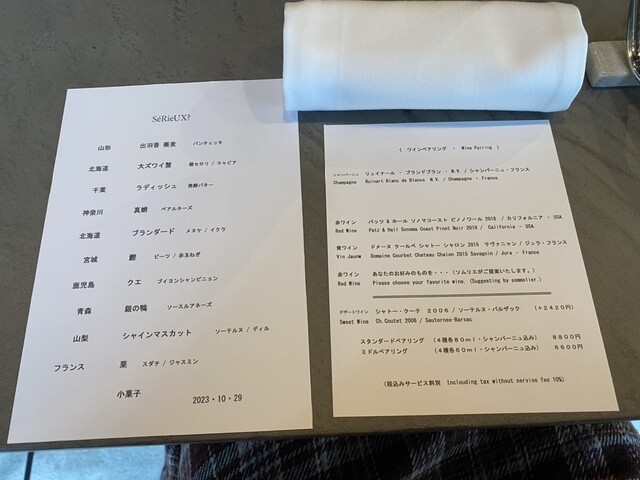 SéRieUX?
山形 出羽香 蕎麦 パンチェッタ
北海道 大ズワイ蟹 根セロリ / キャビア
千葉 ラディッシュ 発酵バター
神奈川 真蛸 ベアルネーズ
北海道 ブランダード メヌケ / イクラ
宮城 鰹 ビーツ / 赤玉ねぎ
鹿児島 クエ ブイヨンシャンピニョン
青森 銀の鴨 ソースルアネーズ
山梨 シャインマスカット ソーテルヌ / ディル
フランス 栗 スダチ / ジャスミン
小菓子 2023・10・29
( ワインペアリング ・ Wine Pairing )
シャンパーニュ リュイナール ・ ブランドブラン ・ N.V. / シャンパーニュ・フランス
Champagne Ruinart Blanc de Blancs N.V. / Champagne ・ France
赤ワイン パッツ & ホール ソノマコースト ピノノワール 2018 / カリフォルニア ・ USA
Red Wine Patz & Hall Sonoma Coast Pinot Noir 2018 / California ・ USA
黄ワイン ドメーヌ クールベ シャトー シャロン 2015 サヴァニャン / ジュラ・フランス
Vin Jaunw Domaine Courbet Chateau Chalon 2015 Savagnin / Jura ・ France
赤ワイン あなたのお好みのものを・・・ (ソムリエがご提案いたします。)
Red Wine Please choose your favorite wine. (Suggesting by sommelier.)
デザートワイン シャトー・クーテ 2006 / ソーテルヌ・バルザック (+2420円)
Sweet Wine Ch.Coutet 2006 / Sauternes-Barsac
スタンダードペアリング (4種各80ml・シャンパーニュ込み) 8800円
ミドルペアリング (4種各60ml・シャンパーニュ込み) 6600円
(税込みサービス料別 Including tax without service fee 10%)